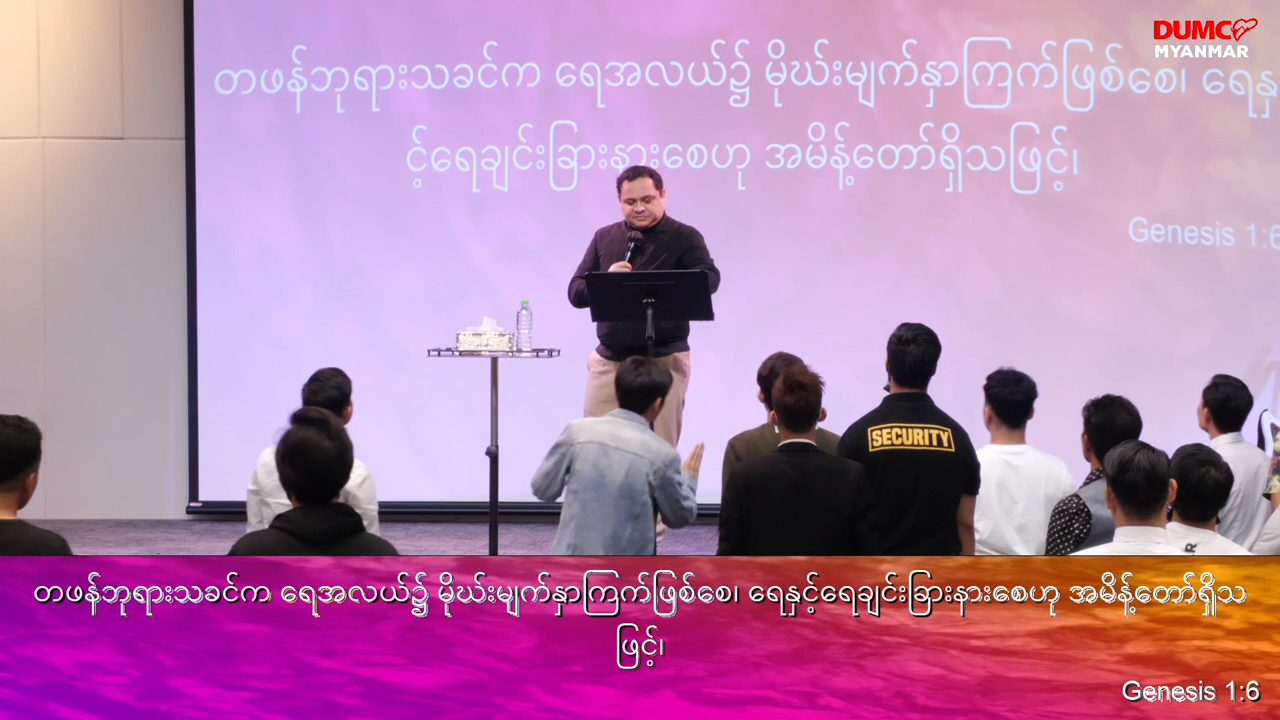 DUMC
MYANMAR
တဖန်ဘုရားသခင်က ရေအလယ်၌ မိုဃ်းမျက်နှာကြက်ဖြစ်စေ၊ ရေနှ
င့်ရေချင်းခြားနားစေဟု အမိန့်တော်ရှိသဖြင့်၊
Genesis 1:6
SECURITY
တဖန်ဘုရားသခင်က ရေအလယ်၌ မိုဃ်းမျက်နှာကြက်ဖြစ်စေ၊ ရေနှင့်ရေချင်းခြားနားစေဟု အမိန့်တော်ရှိသ
ဖြင့်၊
Genesis 1:6